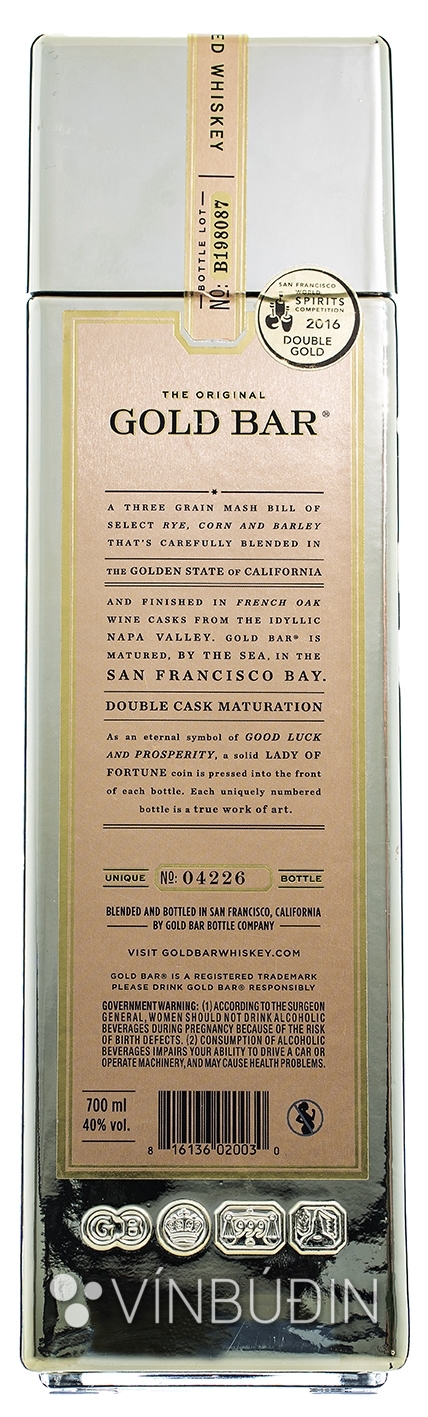 ED WHISKEY
BOTTLE LOT
Nº: B198087
SAN FRANCISCO
WORLD
SPIRITS
COMPETITION
2016
DOUBLE
GOLD
THE ORIGINAL
GOLD BAR®
A THREE GRAIN MASH BILL OF
SELECT RYE, CORN AND BARLEY
THAT'S CAREFULLY BLENDED IN
THE GOLDEN STATE OF CALIFORNIA
AND FINISHED IN FRENCH OAK
WINE CASKS FROM THE IDYLLIC
NAPA VALLEY. GOLD BAR® IS
MATURED, BY THE SEA, IN THE
SAN FRANCISCO BAY.
DOUBLE CASK MATURATION
As an eternal symbol of GOOD LUCK
AND PROSPERITY, a solid LADY OF
FORTUNE coin is pressed into the front
of each bottle. Each uniquely numbered
bottle is a true work of art.
UNIQUE Nº: 04226 BOTTLE
BLENDED AND BOTTLED IN SAN FRANCISCO, CALIFORNIA
BY GOLD BAR BOTTLE COMPANY
VISIT GOLDBARWHISKEY.COM
GOLD BAR® IS A REGISTERED TRADEMARK
PLEASE DRINK GOLD BAR® RESPONSIBLY
GOVERNMENT WARNING: (1) ACCORDING TO THE SURGEON
GENERAL, WOMEN SHOULD NOT DRINK ALCOHOLIC
BEVERAGES DURING PREGNANCY BECAUSE OF THE RISK
OF BIRTH DEFECTS. (2) CONSUMPTION OF ALCOHOLIC
BEVERAGES IMPAIRS YOUR ABILITY TO DRIVE A CAR OR
OPERATE MACHINERY, AND MAY CAUSE HEALTH PROBLEMS.
700 ml
40% vol.
8 16136 02003 0
GB 999
VÍNBÚÐIN